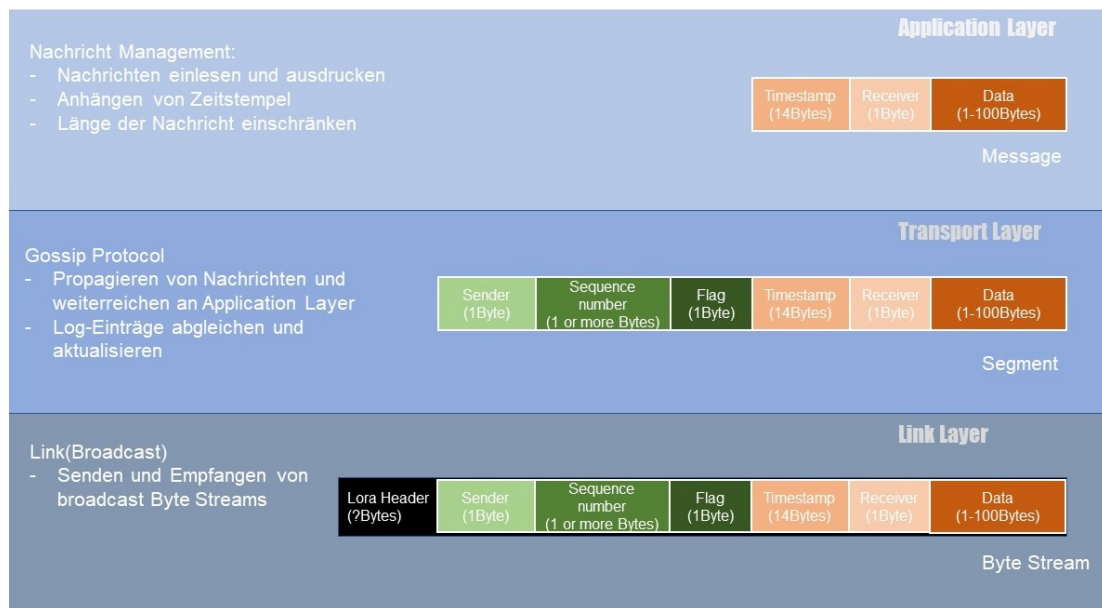 Application Layer
Nachricht Management:
- Nachrichten einlesen und ausdrucken
- Anhängen von Zeitstempel
- Länge der Nachricht einschränken
Timestamp
(14Bytes)
Receiver
(1Byte)
Data
(1-100Bytes)
Message
Transport Layer
Gossip Protocol
- Propagieren von Nachrichten und
weiterreichen an Application Layer
- Log-Einträge abgleichen und
aktualisieren
Sender
(1Byte)
Sequence
number
(1 or more Bytes)
Flag
(1Byte)
Timestamp
(14Bytes)
Receiver
(1Byte)
Data
(1-100Bytes)
Segment
Link Layer
Link(Broadcast)
- Senden und Empfangen von
broadcast Byte Streams
Lora Header
(?Bytes)
Sender
(1Byte)
Sequence
number
(1 or more Bytes)
Flag
(1Byte)
Timestamp
(14Bytes)
Receiver
(1Byte)
Data
(1-100Bytes)
Byte Stream